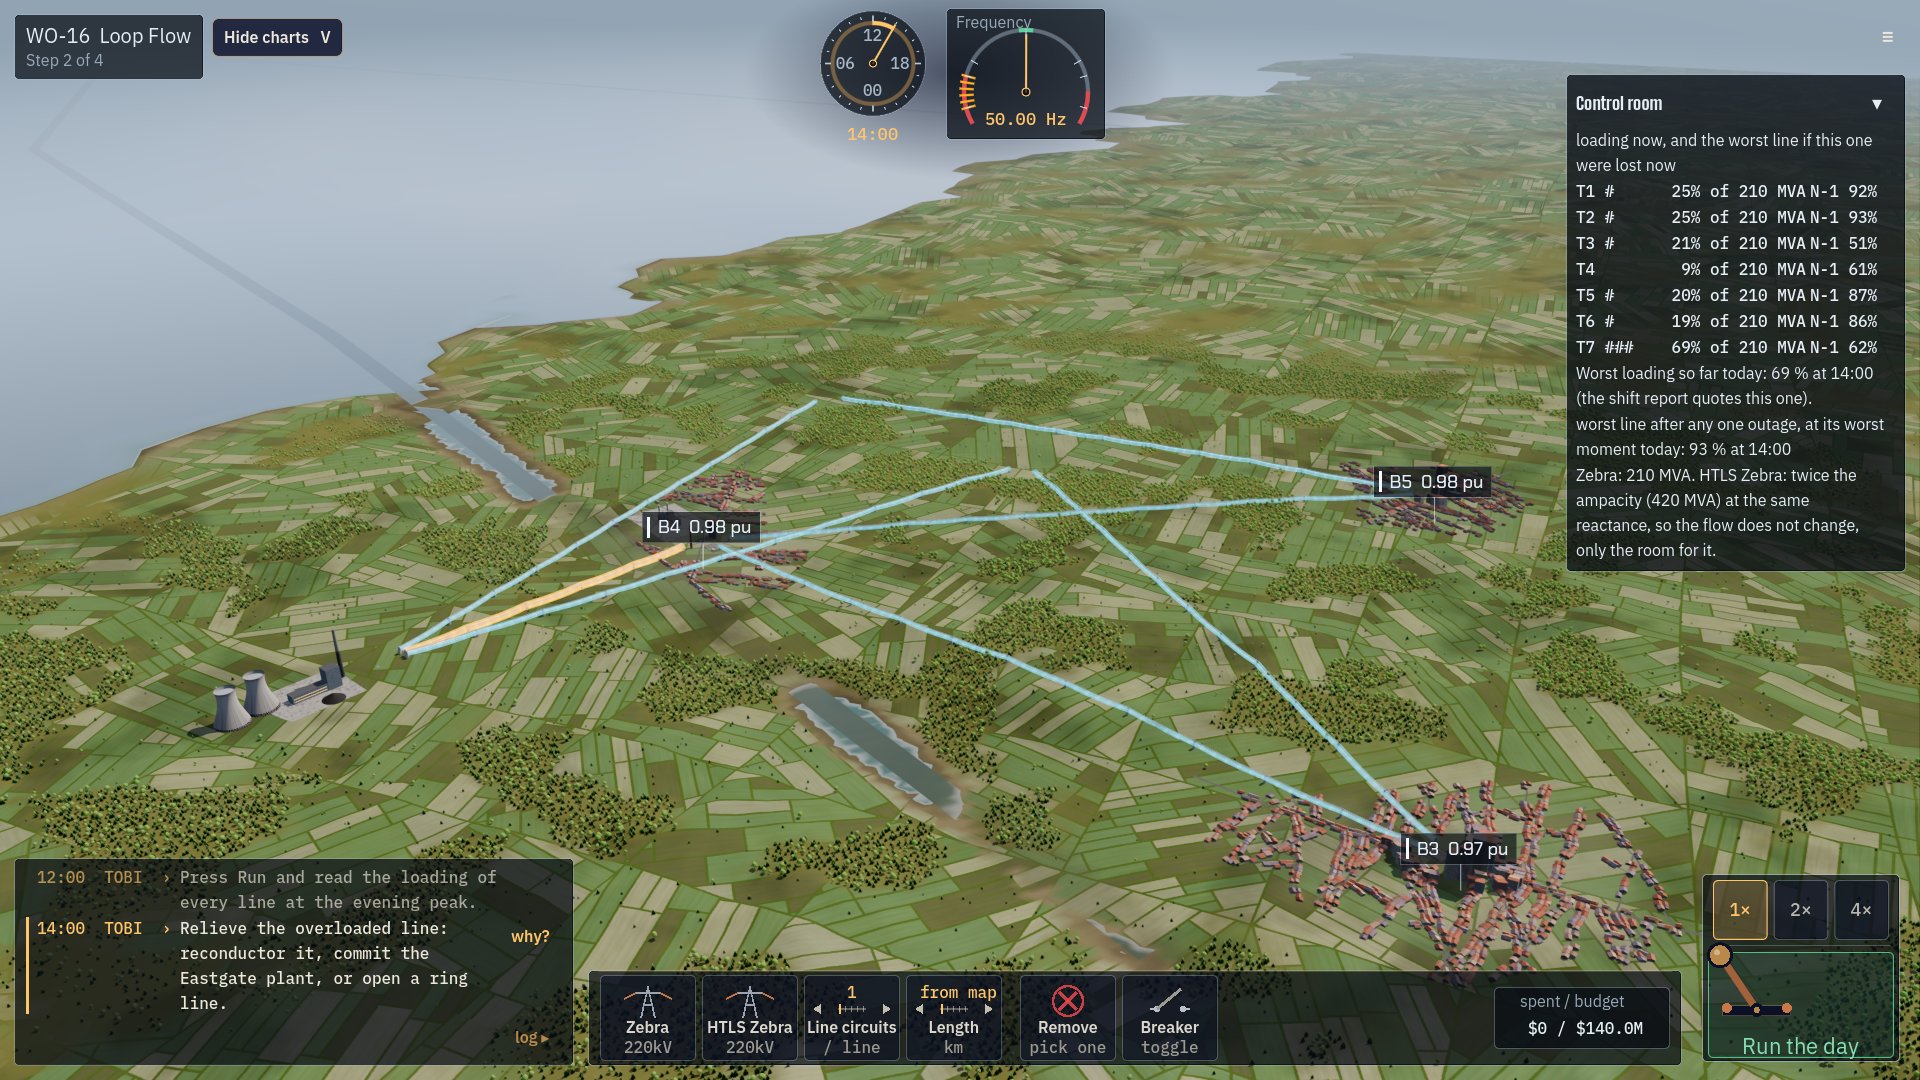 WO-16 Loop Flow
Step 2 of 4
Hide charts V
12
06 18
00
14:00
Frequency
50.00 Hz
≡
Control room ▼
loading now, and the worst line if this one
were lost now
T1 # 25% of 210 MVA N-1 92%
T2 # 25% of 210 MVA N-1 93%
T3 # 21% of 210 MVA N-1 51%
T4 9% of 210 MVA N-1 61%
T5 # 20% of 210 MVA N-1 87%
T6 # 19% of 210 MVA N-1 86%
T7 ### 69% of 210 MVA N-1 62%
Worst loading so far today: 69 % at 14:00
(the shift report quotes this one).
worst line after any one outage, at its worst
moment today: 93 % at 14:00
Zebra: 210 MVA. HTLS Zebra: twice the
ampacity (420 MVA) at the same
reactance, so the flow does not change,
only the room for it.
B5 0.98 pu
B4 0.98 pu
B3 0.97 pu
12:00 TOBI › Press Run and read the loading of
every line at the evening peak.
14:00 TOBI › Relieve the overloaded line:
reconductor it, commit the
Eastgate plant, or open a ring
line.
why?
log ▸
Zebra
220kV
HTLS Zebra
220kV
1
Line circuits
/ line
from map
Length
km
Remove
pick one
Breaker
toggle
spent / budget
$0 / $140.0M
1× 2× 4×
Run the day